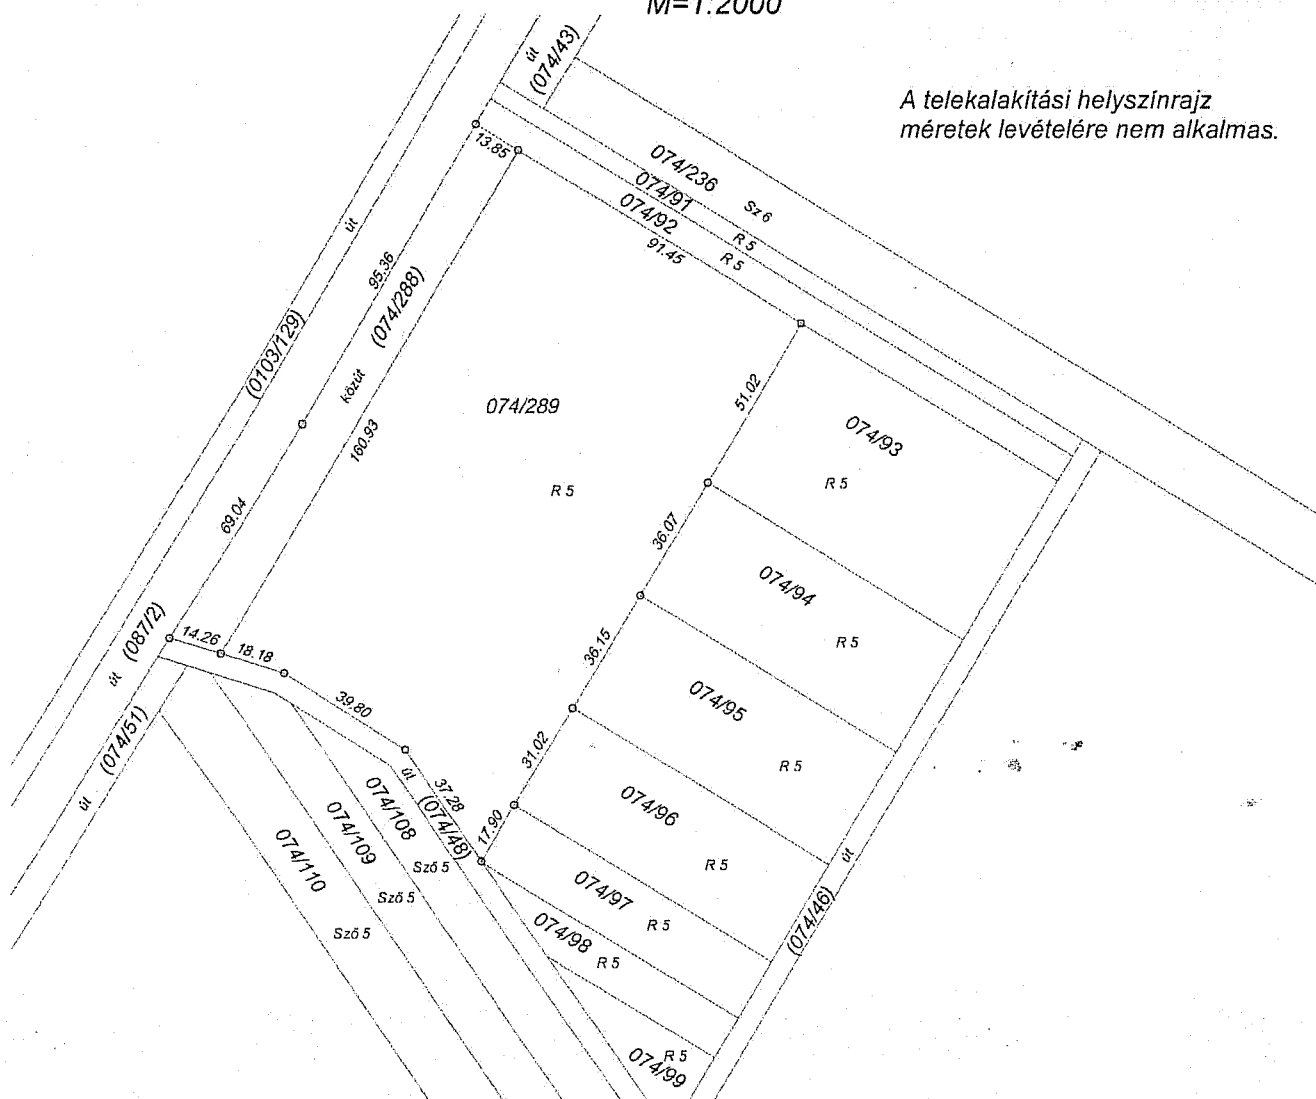 M=1:2000
út
(074/43)
A telekalakítási helyszínrajz
méretek levételére nem alkalmas.
13.85
074/236
Sz 6
074/91
R 5
074/92
R 5
91.45
út
95.36
(074/288)
(0103/129)
közút
160.93
074/289
R 5
51.02
074/93
R 5
69.04
36.07
074/94
R 5
(087/2)
út
14.26
18.18
39.80
36.15
074/95
R 5
(074/51)
út
út
37.28
(074/48)
31.02
17.90
074/96
R 5
074/108
Sző 5
074/109
Sző 5
074/110
Sző 5
074/97
R 5
út
(074/46)
074/98
R 5
R 5
074/99